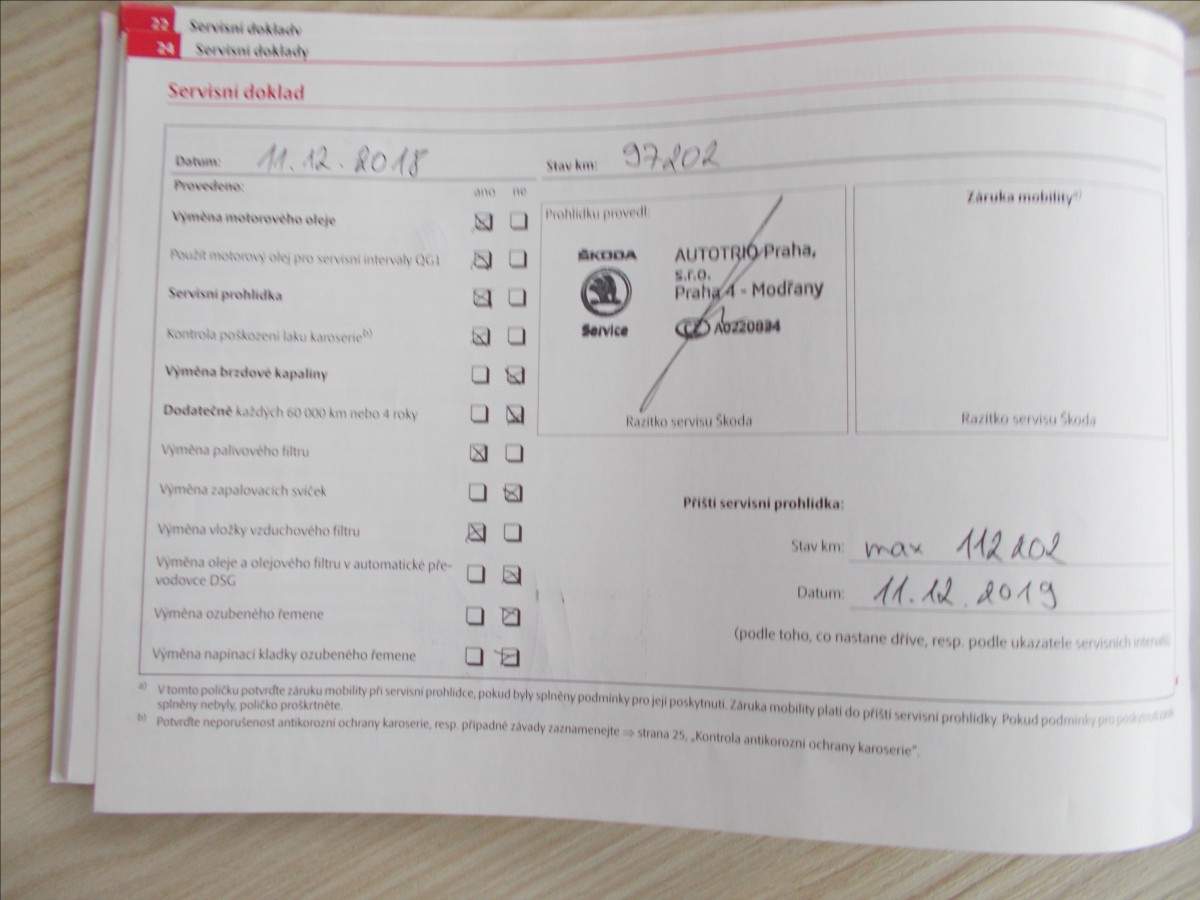 22 Servisní doklady
24 Servisní doklady
Servisní doklad
Datum: 11.12.2018 Stav km: 97202
Provedeno: ano ne
Výměna motorového oleje
Použit motorový olej pro servisní intervaly QG1
Servisní prohlídka
Kontrola poškození laku karoserie b)
Výměna brzdové kapaliny
Dodatečně každých 60 000 km nebo 4 roky
Výměna palivového filtru
Výměna zapalovacích svíček
Výměna vložky vzduchového filtru
Výměna oleje a olejového filtru v automatické pře-
vodovce DSG
Výměna ozubeného řemene
Výměna napínací kladky ozubeného řemene
Prohlídku provedl:
ŠKODA
Service
AUTOTRIO Praha,
s.r.o.
Praha 4 - Modřany
CZ A0220834
Razítko servisu Škoda
Záruka mobility a)
Razítko servisu Škoda
Příští servisní prohlídka:
Stav km: max 112202
Datum: 11.12.2019
(podle toho, co nastane dříve, resp. podle ukazatele servisních intervalů
a) V tomto políčku potvrďte záruku mobility při servisní prohlídce, pokud byly splněny podmínky pro její poskytnutí. Záruka mobility platí do příští servisní prohlídky. Pokud podmínky pro poskytnutí
splněny nebyly, políčko proškrtněte.
b) Potvrďte neporušenost antikorozní ochrany karoserie, resp. případné závady zaznamenejte ⇒ strana 25, „Kontrola antikorozní ochrany karoserie“.